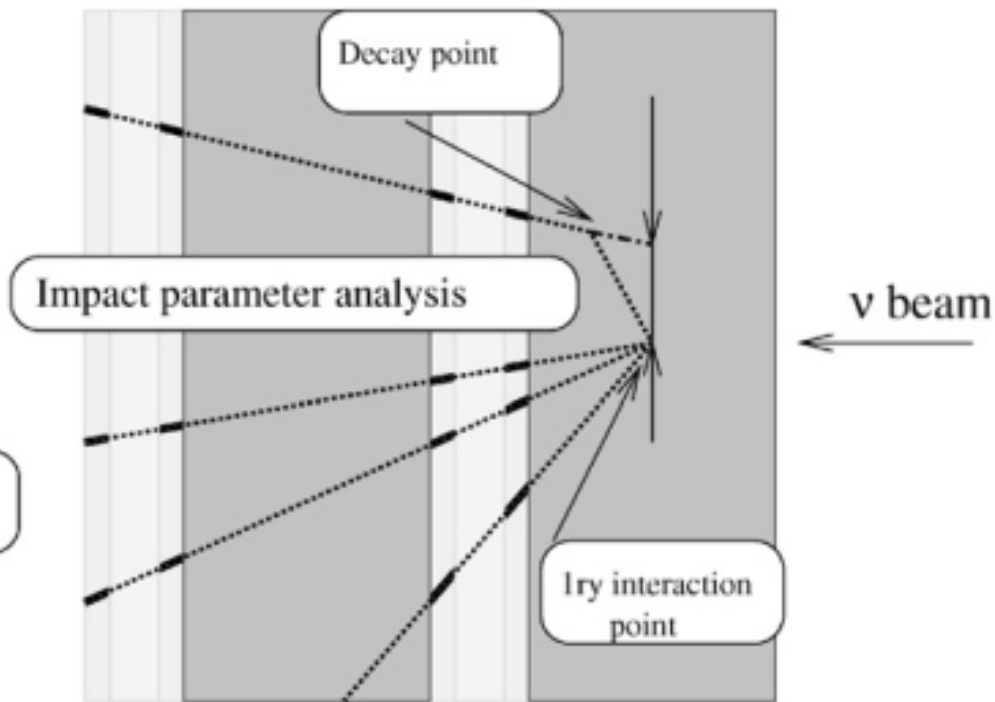 Decay point
Impact parameter analysis
ν beam
1ry interaction
point